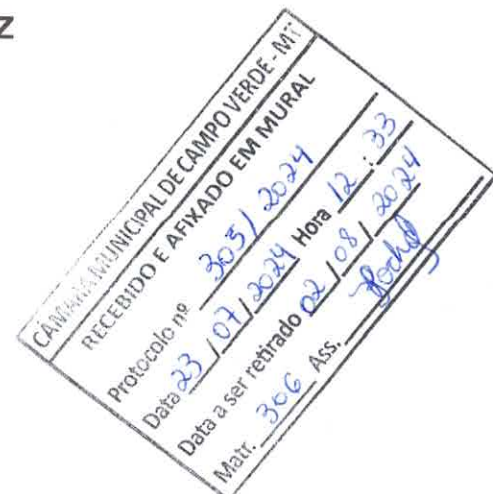 z
CÂMARA MUNICIPAL DE CAMPO VERDE - MT
RECEBIDO E AFIXADO EM MURAL
Protocolo nº 305/2024
Data 23/07/2024 Hora 12:33
Data a ser retirado 02/08/2024
Matr. 306 Ass.